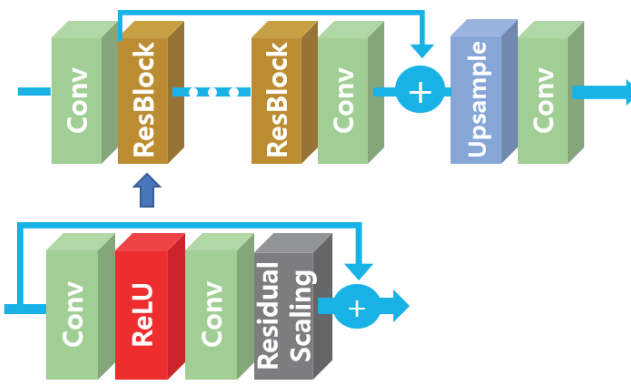 Conv
ResBlock
ResBlock
Conv
+
Upsample
Conv
Conv
ReLU
Conv
Residual
Scaling
+